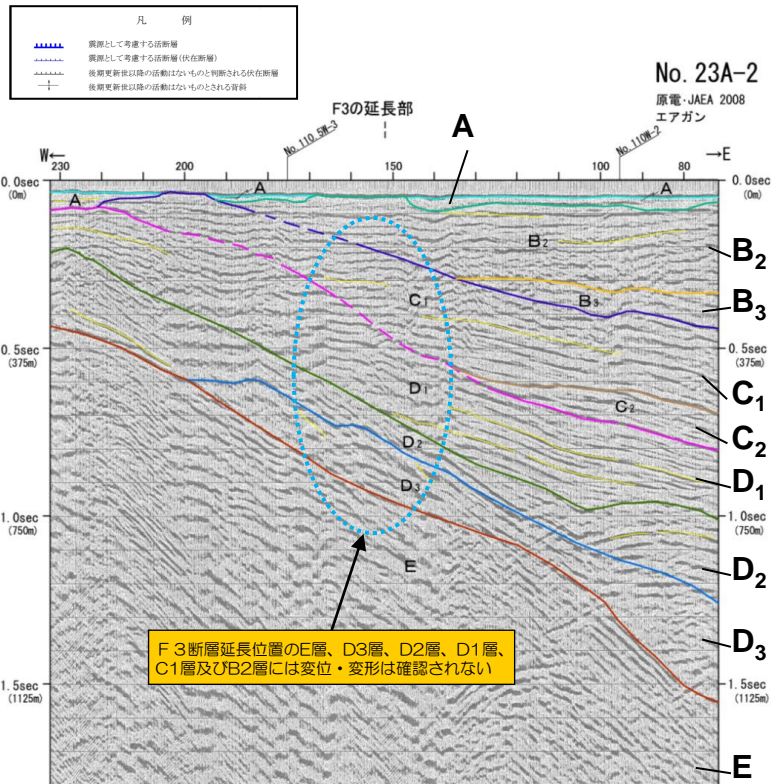 凡 例
震源として考慮する活断層
震源として考慮する活断層(伏在断層)
後期更新世以降の活動はないものと判断される伏在断層
後期更新世以降の活動はないものとされる背斜
No. 23A-2
原電・JAEA 2008
エアガン
F3の延長部
A
No.110.5W-3
No.110W-2
W←
→E
230 200 150 100 80
0.0sec
(0m)
0.0sec
(0m)
A
A
A
B2
B2
B3
B3
C1
0.5sec
(375m)
0.5sec
(375m)
D1
C1
C2
C2
D2
D1
D3
1.0sec
(750m)
1.0sec
(750m)
E
D2
F3断層延長位置のE層、D3層、D2層、D1層、
C1層及びB2層には変位・変形は確認されない
D3
1.5sec
(1125m)
1.5sec
(1125m)
E